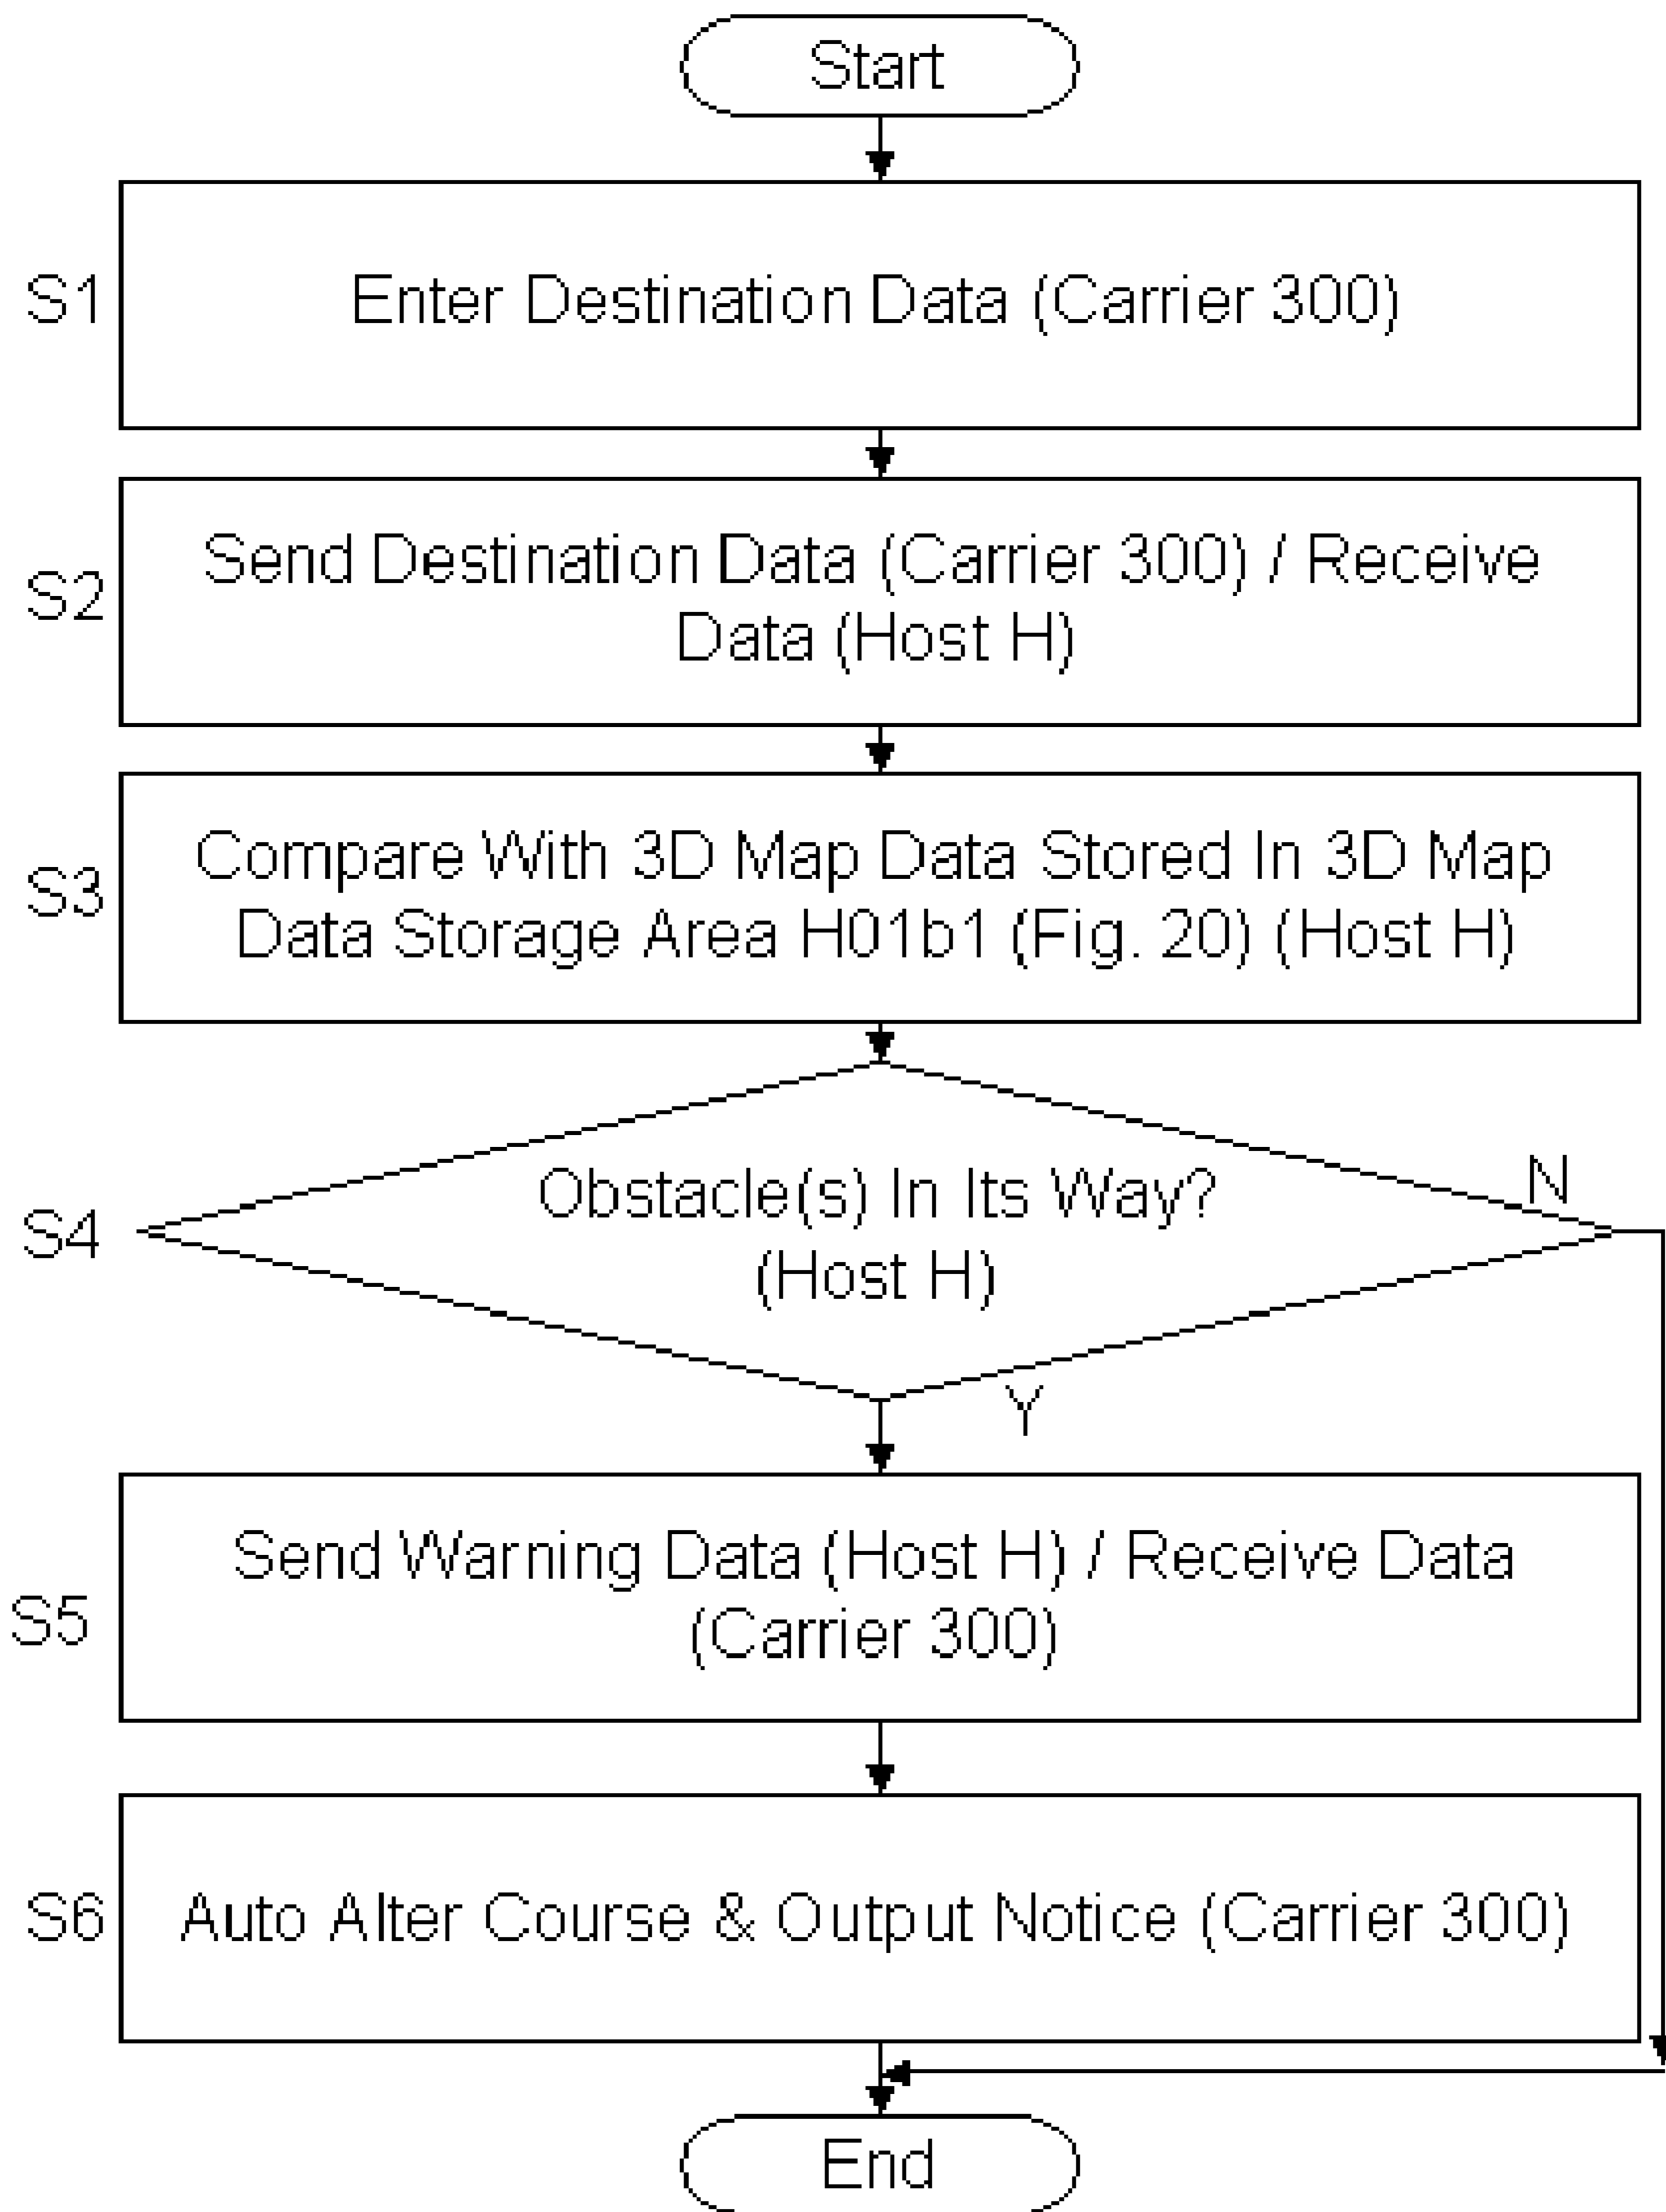 Start
S1
Enter Destination Data (Carrier 300)
S2
Send Destination Data (Carrier 300) / Receive
Data (Host H)
S3
Compare With 3D Map Data Stored In 3D Map
Data Storage Area H01b1 (Fig. 20) (Host H)
S4
Obstacle(s) In Its Way?
(Host H)
N
Y
S5
Send Warning Data (Host H) / Receive Data
(Carrier 300)
S6
Auto Alter Course & Output Notice (Carrier 300)
End